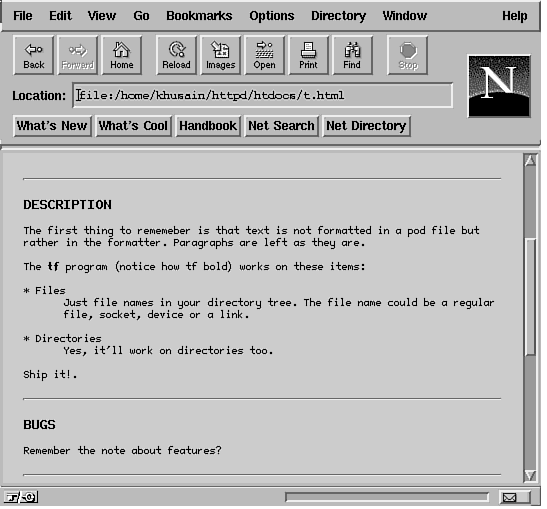 File Edit View Go Bookmarks Options Directory Window Help
Back Forward Home Reload Images Open Print Find Stop
N
Location: file:/home/khusain/httpd/htdocs/t.html
What's New What's Cool Handbook Net Search Net Directory
DESCRIPTION
The first thing to rememeber is that text is not formatted in a pod file but
rather in the formatter. Paragraphs are left as they are.
The tf program (notice how tf bold) works on these items:
* Files
Just file names in your directory tree. The file name could be a regular
file, socket, device or a link.
* Directories
Yes, it'll work on directories too.
Ship it!.
BUGS
Remember the note about features?